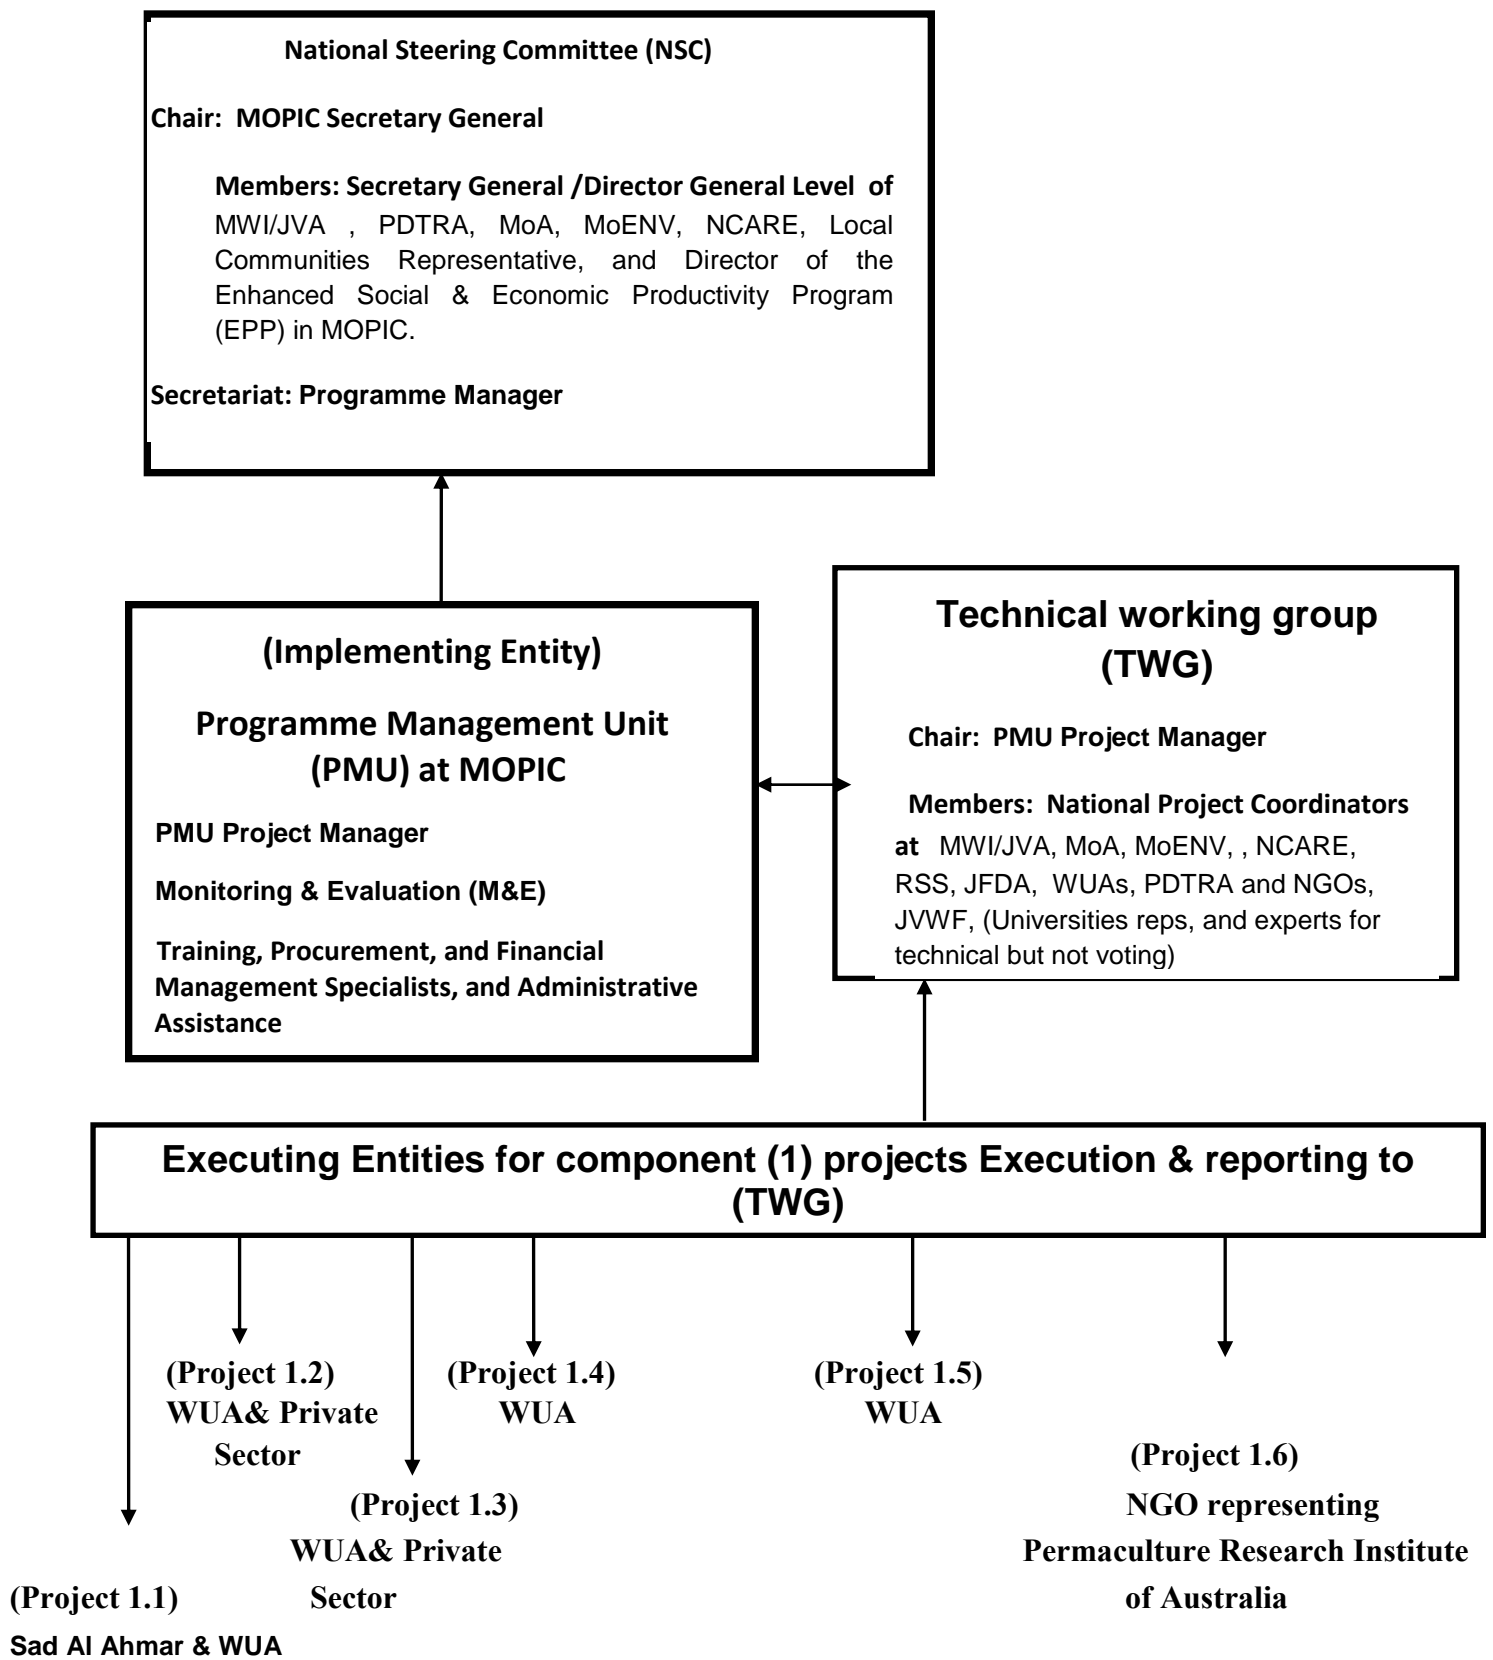 National Steering Committee (NSC)
Chair: MOPIC Secretary General
Members: Secretary General /Director General Level of
MWI/JVA , PDTRA, MoA, MoENV, NCARE, Local
Communities Representative, and Director of the
Enhanced Social & Economic Productivity Program
(EPP) in MOPIC.
Secretariat: Programme Manager
(Implementing Entity)
Programme Management Unit
(PMU) at MOPIC
PMU Project Manager
Monitoring & Evaluation (M&E)
Training, Procurement, and Financial
Management Specialists, and Administrative
Assistance
Technical working group
(TWG)
Chair: PMU Project Manager
Members: National Project Coordinators
at MWI/JVA, MoA, MoENV, , NCARE,
RSS, JFDA, WUAs, PDTRA and NGOs,
JVWF, (Universities reps, and experts for
technical but not voting)
Executing Entities for component (1) projects Execution & reporting to
(TWG)
(Project 1.1)
Sad Al Ahmar & WUA
(Project 1.2)
WUA& Private
Sector
(Project 1.3)
WUA& Private
Sector
(Project 1.4)
WUA
(Project 1.5)
WUA
(Project 1.6)
NGO representing
Permaculture Research Institute
of Australia